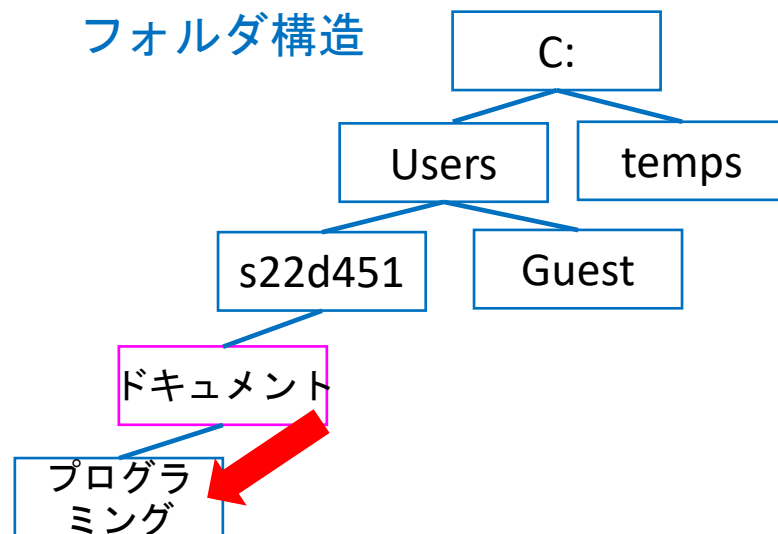 フォルダ構造
C:
Users
temps
s22d451
Guest
ドキュメント
プログラ
ミング